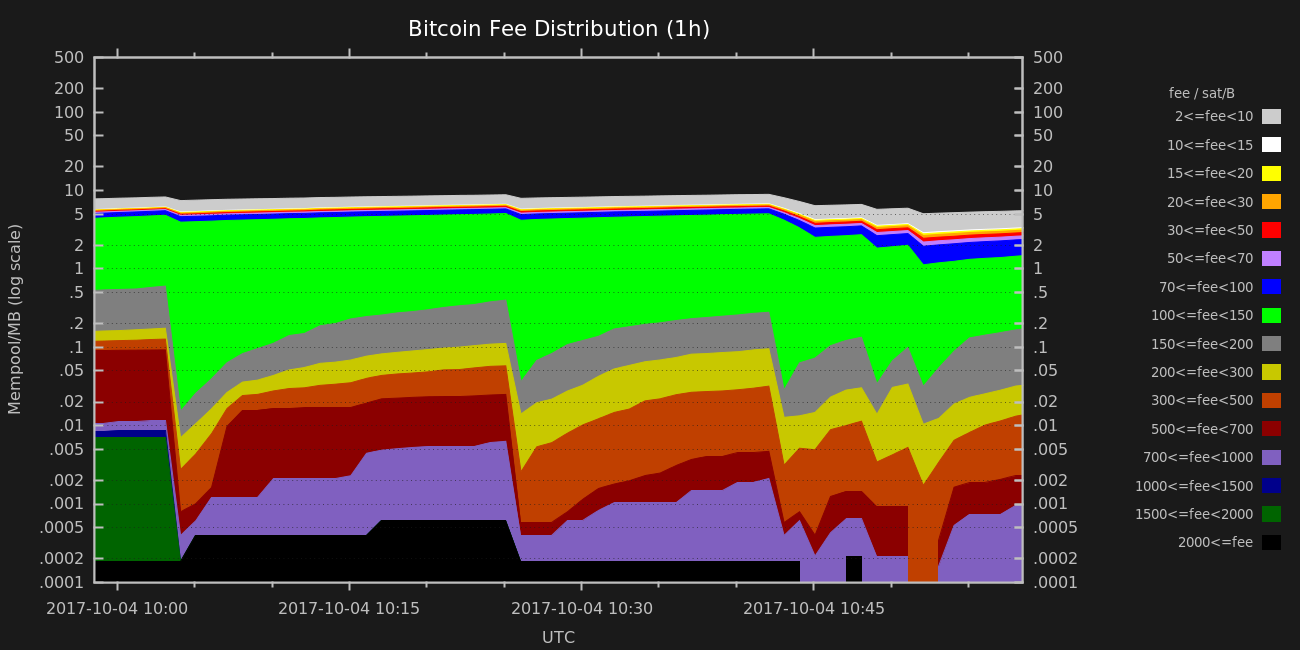 Bitcoin Fee Distribution (1h)
500
200
100
50
20
10
5
2
1
.5
.2
.1
.05
.02
.01
.005
.002
.001
.0005
.0002
.0001
Mempool/MB (log scale)
500
200
100
50
20
10
5
2
1
.5
.2
.1
.05
.02
.01
.005
.002
.001
.0005
.0002
.0001
2017-10-04 10:00
2017-10-04 10:15
2017-10-04 10:30
2017-10-04 10:45
UTC
fee / sat/B
2<=fee<10
10<=fee<15
15<=fee<20
20<=fee<30
30<=fee<50
50<=fee<70
70<=fee<100
100<=fee<150
150<=fee<200
200<=fee<300
300<=fee<500
500<=fee<700
700<=fee<1000
1000<=fee<1500
1500<=fee<2000
2000<=fee